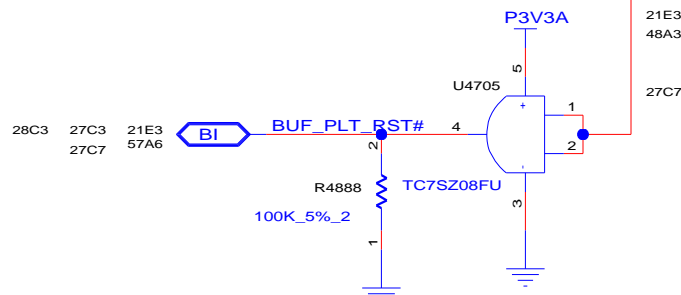 P3V3A
21E3
48A3
5
U4705
+
1
27C7
28C3 27C3 21E3
BI
BUF_PLT_RST#
4
27C7 57A6
2
2
-
R4888
TC7SZ08FU
3
100K_5%_2
1